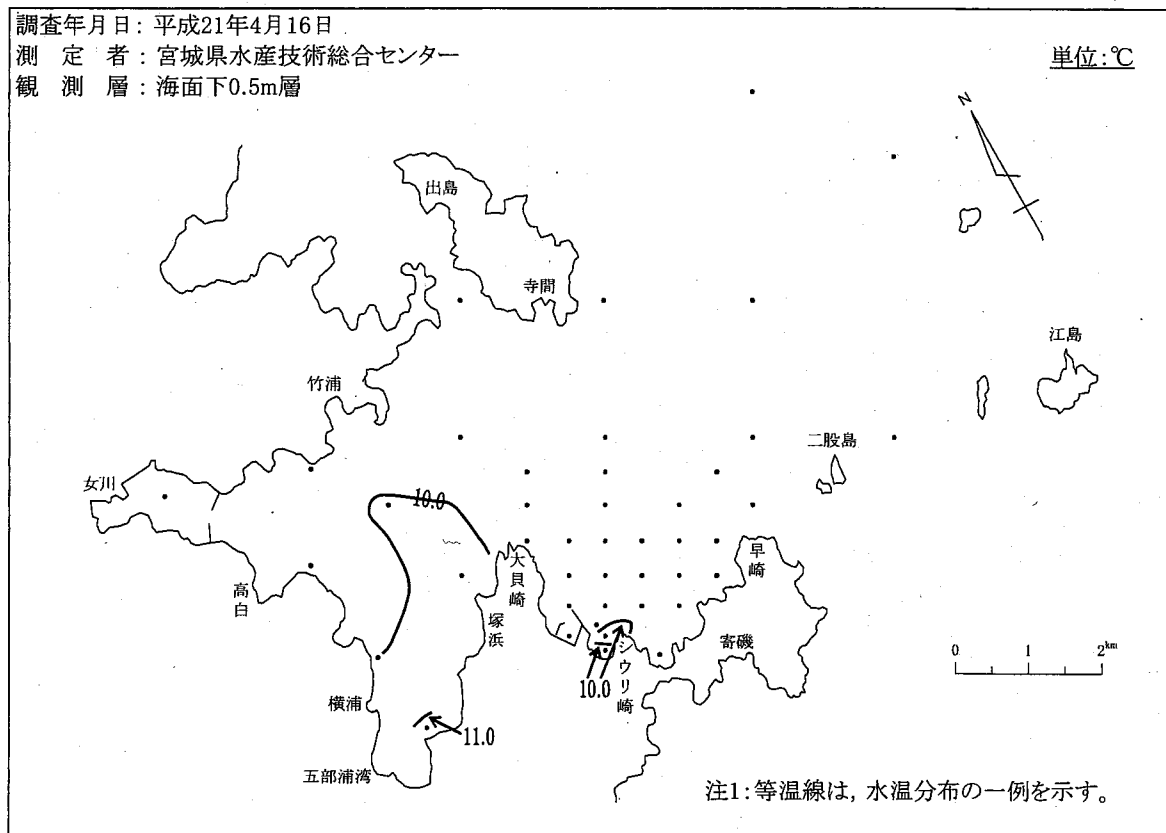 調査年月日：平成21年4月16日
測定者：宮城県水産技術総合センター
観測層：海面下0.5m層
単位:℃
N
出島
寺間
江島
竹浦
二股島
女川
10.0
高白
大貝崎
早崎
塚浜
シウリ崎
寄磯
0 1 2km
10.0
横浦
11.0
五部浦湾
注1:等温線は,水温分布の一例を示す。